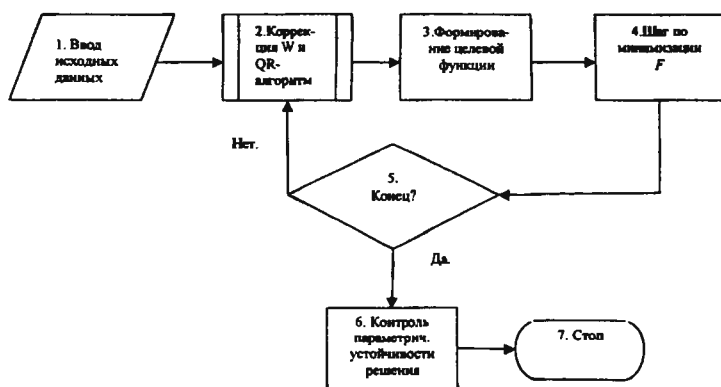 1. Ввод
исходных
данных
2.Коррек-
ция W и
QR-
алгоритм
3.Формирова-
ние целевой
функции
4.Шаг по
минимизации
F
Нет.
5.
Конец?
Да.
6. Контроль
параметрич.
устойчивости
решения
7. Стоп